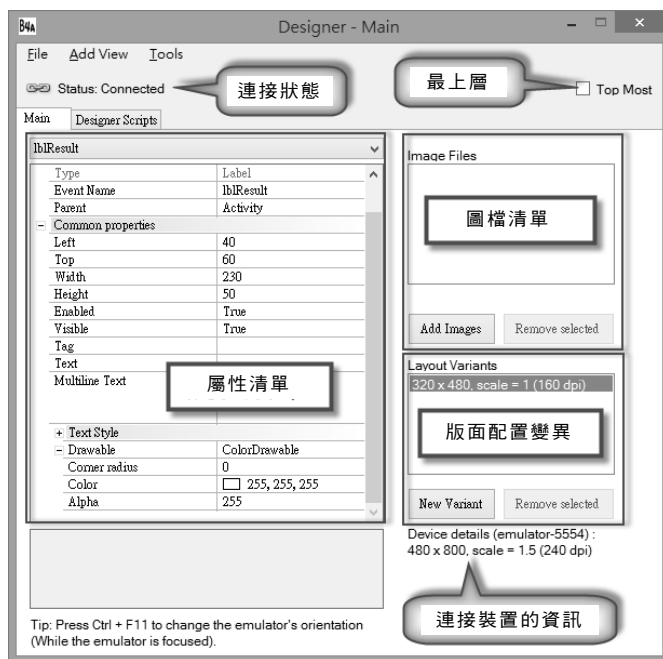 B4A
Designer - Main
File Add View Tools
Status: Connected
連接狀態
最上層
Top Most
Main Designer Scripts
lblResult
Type Label
Event Name lblResult
Parent Activity
Common properties
Left 40
Top 60
Width 230
Height 50
Enabled True
Visible True
Tag
Text
Multiline Text
屬性清單
Text Style
Drawable ColorDrawable
Corner radius 0
Color 255, 255, 255
Alpha 255
Image Files
圖檔清單
Add Images Remove selected
Layout Variants
320 x 480, scale = 1 (160 dpi)
版面配置變異
New Variant Remove selected
Device details (emulator-5554) :
480 x 800, scale = 1.5 (240 dpi)
連接裝置的資訊
Tip: Press Ctrl + F11 to change the emulator's orientation
(While the emulator is focused).